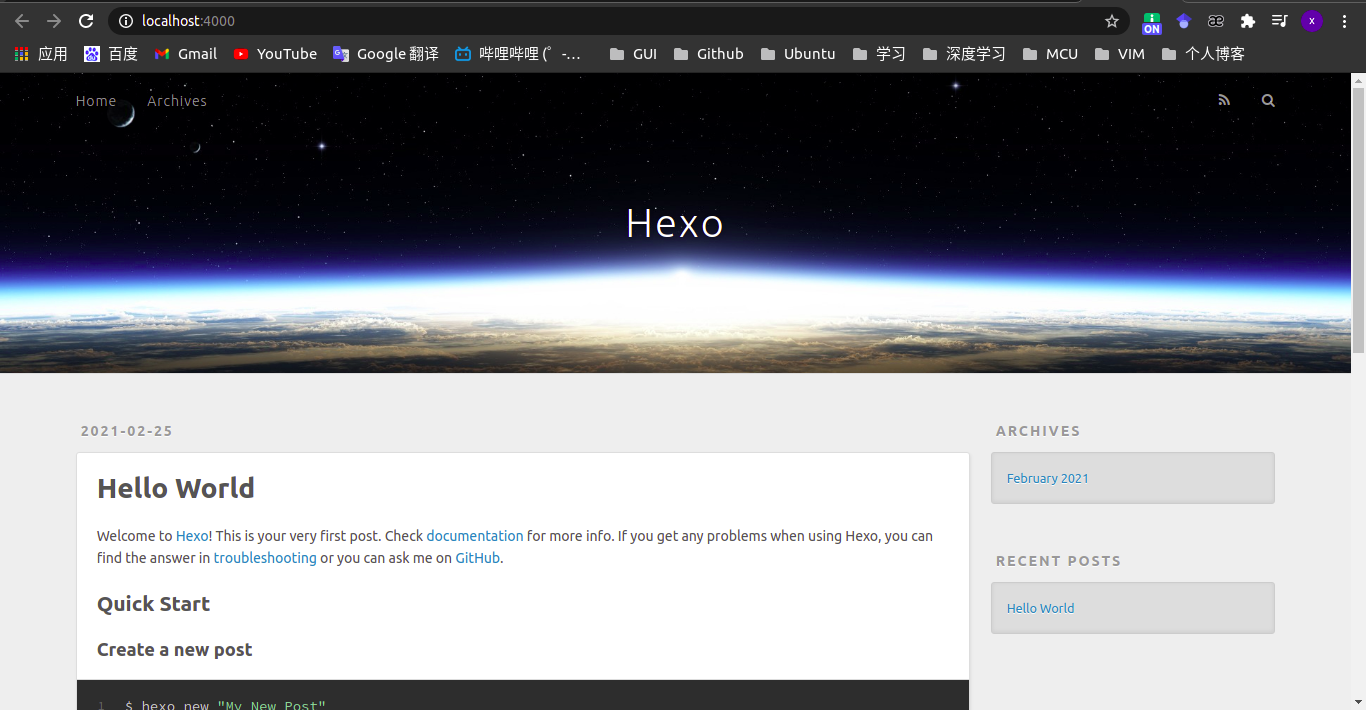 localhost:4000
ON
æ
x
应用 百度 Gmail YouTube Google 翻译 哔哩哔哩 (゜-... GUI Github Ubuntu 学习 深度学习 MCU VIM 个人博客
Home Archives
Hexo
2021-02-25
Hello World
Welcome to Hexo! This is your very first post. Check documentation for more info. If you get any problems when using Hexo, you can
find the answer in troubleshooting or you can ask me on GitHub.
Quick Start
Create a new post
1 $ hexo new "My New Post"
ARCHIVES
February 2021
RECENT POSTS
Hello World